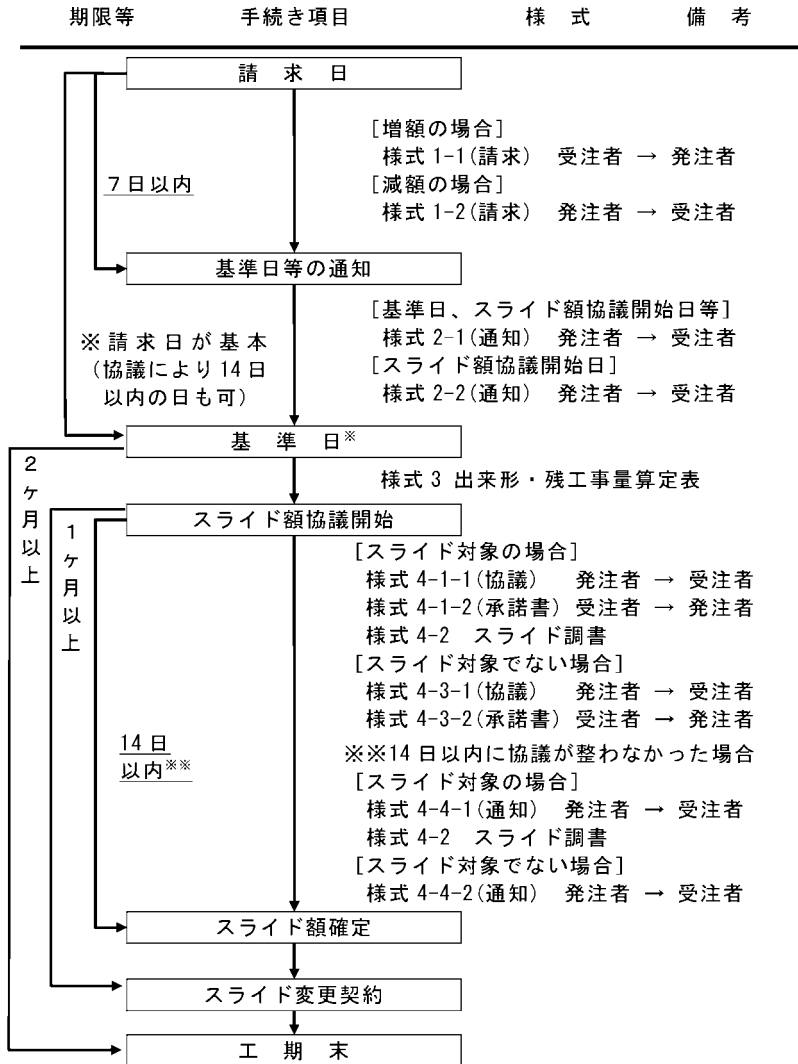 期限等 手続き項目 様 式 備 考
請 求 日
[増額の場合]
様式 1-1(請求) 受注者 → 発注者
7日以内
[減額の場合]
様式 1-2(請求) 発注者 → 受注者
基準日等の通知
[基準日、スライド額協議開始日等]
様式 2-1(通知) 発注者 → 受注者
[スライド額協議開始日]
様式 2-2(通知) 発注者 → 受注者
※請求日が基本
(協議により14日
以内の日も可)
基 準 日※
様式 3 出来形・残工事量算定表
2ヶ月以上
スライド額協議開始
1ヶ月以上
[スライド対象の場合]
様式 4-1-1(協議) 発注者 → 受注者
様式 4-1-2(承諾書) 受注者 → 発注者
様式 4-2 スライド調書
[スライド対象でない場合]
様式 4-3-1(協議) 発注者 → 受注者
様式 4-3-2(承諾書) 受注者 → 発注者
14日
以内※※
※※14日以内に協議が整わなかった場合
[スライド対象の場合]
様式 4-4-1(通知) 発注者 → 受注者
様式 4-2 スライド調書
[スライド対象でない場合]
様式 4-4-2(通知) 発注者 → 受注者
スライド額確定
スライド変更契約
工 期 末